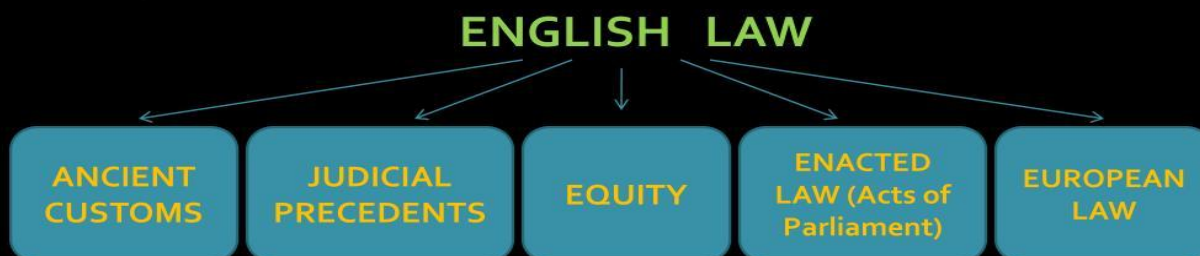 ENGLISH LAW
ANCIENT
CUSTOMS
JUDICIAL
PRECEDENTS
EQUITY
ENACTED
LAW (Acts of
Parliament)
EUROPEAN
LAW